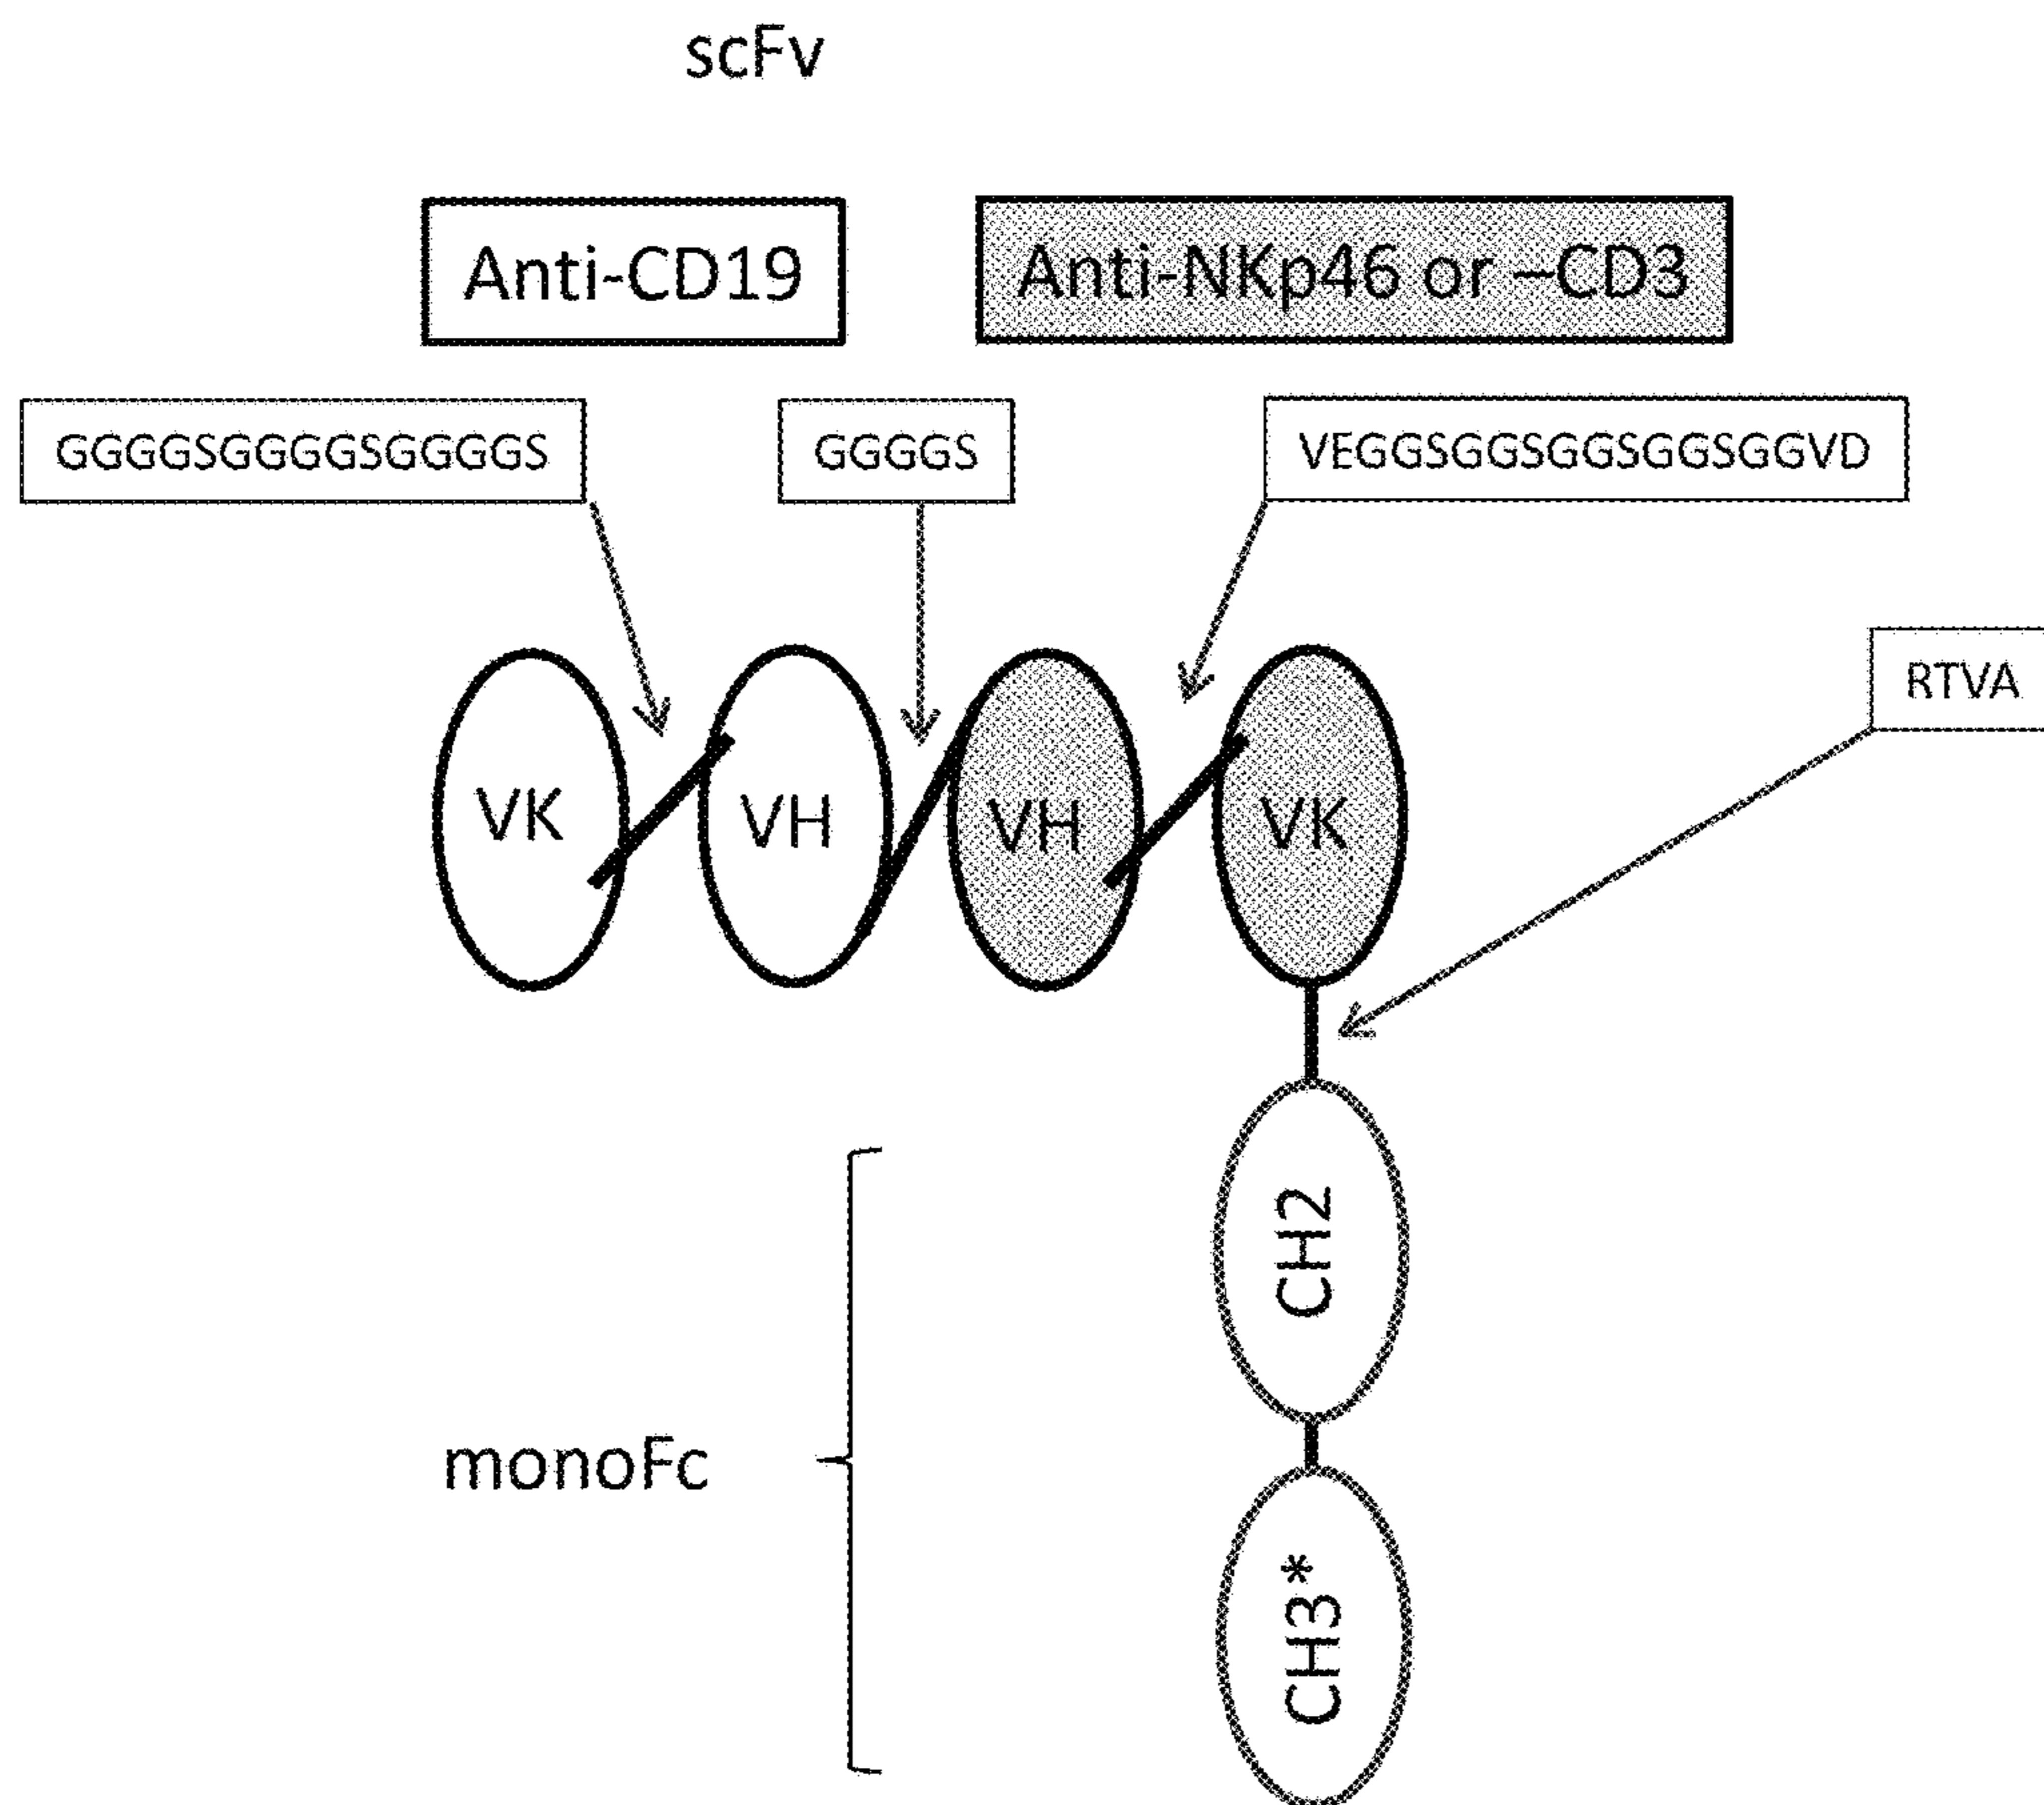 scFv
Anti-CD19
Anti-NKp46 or –CD3
GGGGSGGGGSGGGGS
GGGGS
VEGGSGGSGGSGGSGGVD
RTVA
VK
VH
VH
VK
CH2
monoFc
CH3*